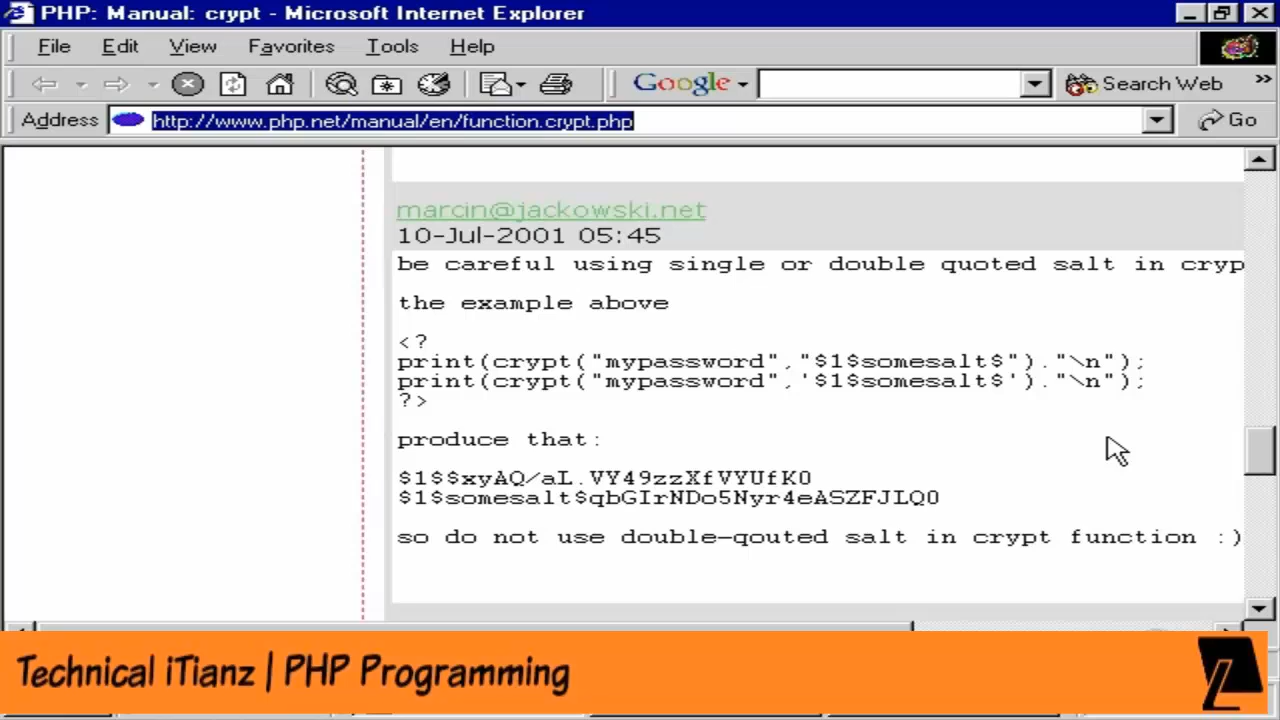 PHP: Manual: crypt - Microsoft Internet Explorer
File Edit View Favorites Tools Help
Google Search Web »
Address http://www.php.net/manual/en/function.crypt.php Go
marcin@jackowski.net
10-Jul-2001 05:45
be careful using single or double quoted salt in cryp
the example above
<?
print(crypt("mypassword","$1$somesalt$")."\n");
print(crypt("mypassword",'$1$somesalt$')."\n");
?>
produce that:
$1$$xyAQ/aL.VY49zzXfVYUfK0
$1$somesalt$qbGIrNDo5Nyr4eASZFJLQ0
so do not use double-qouted salt in crypt function :)
Technical iTianz | PHP Programming